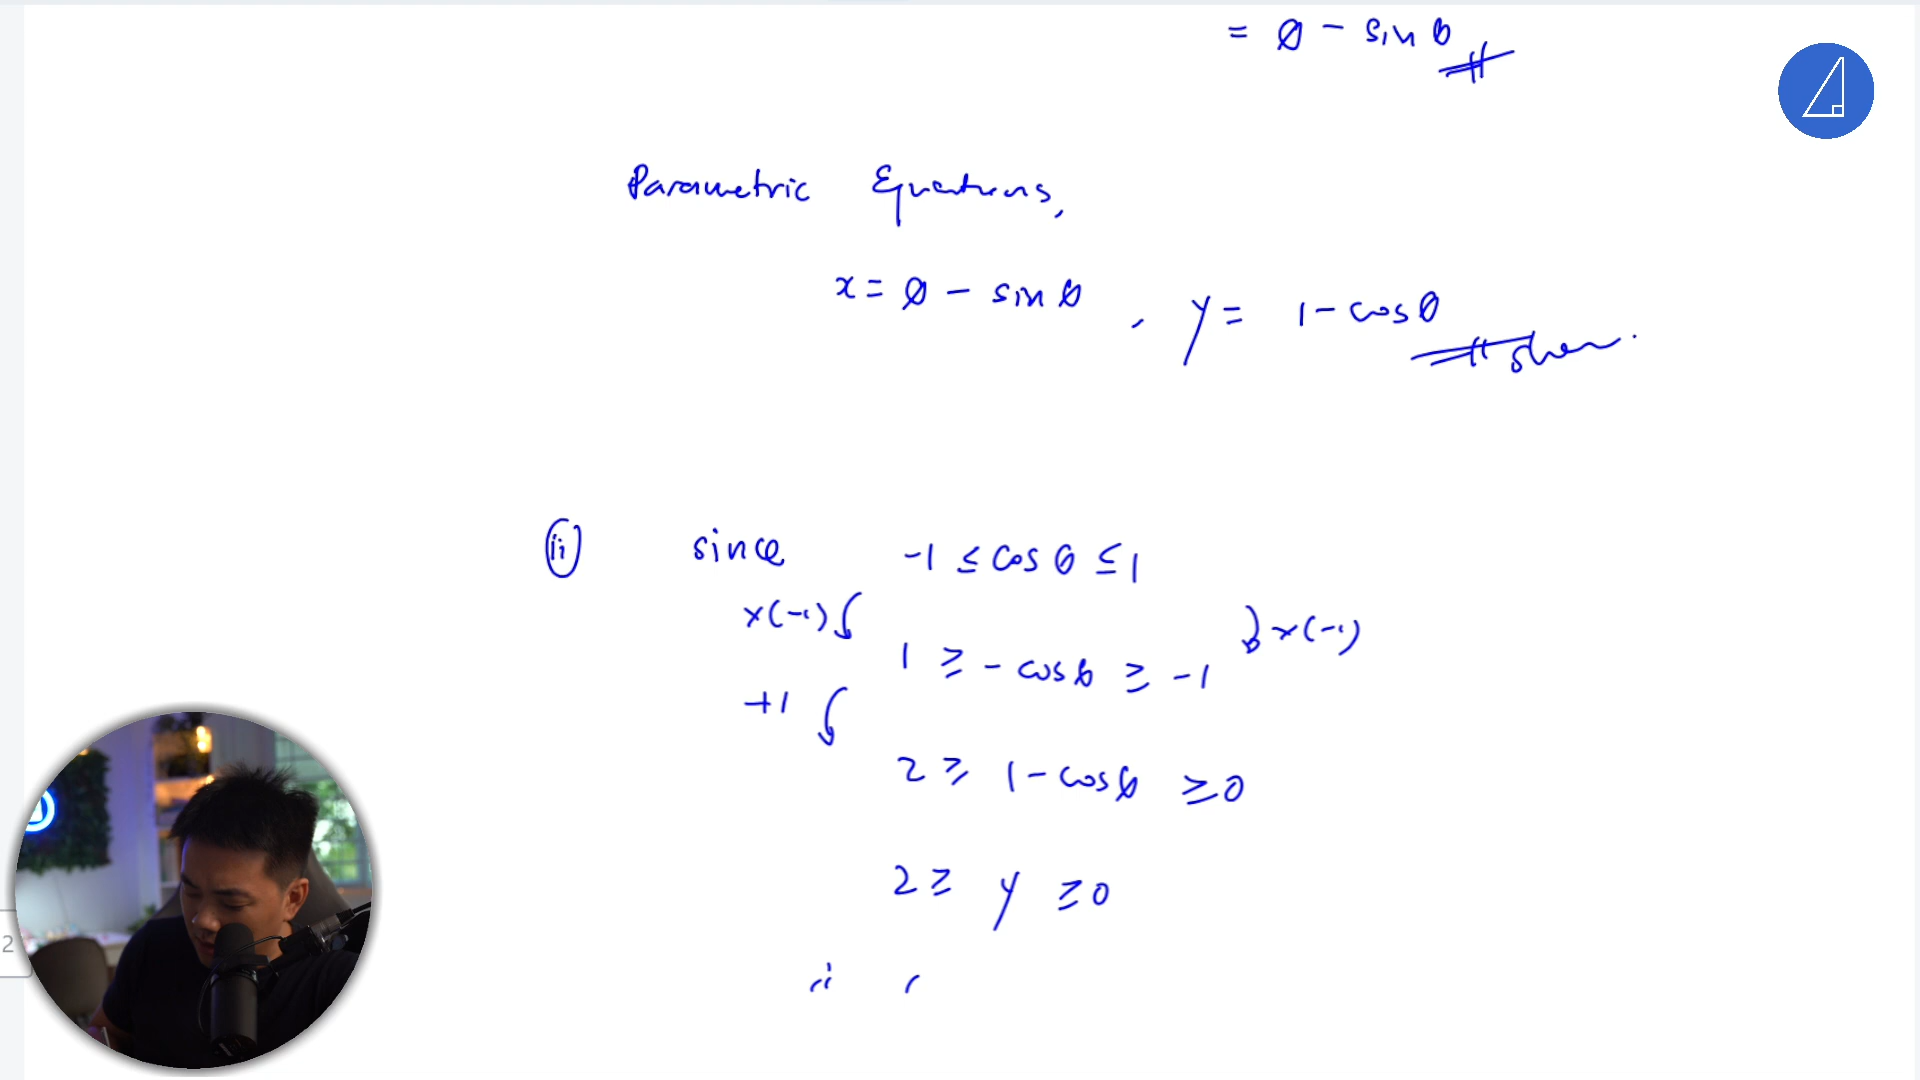 = θ - sin θ
Parametric Equations,
x = θ - sin θ , y = 1 - cos θ
shown.
(ii) since -1 ≤ cos θ ≤ 1
x(-1) x(-1)
1 ≥ - cos θ ≥ -1
+1
2 ≥ 1 - cos θ ≥ 0
2 ≥ y ≥ 0
∴
2